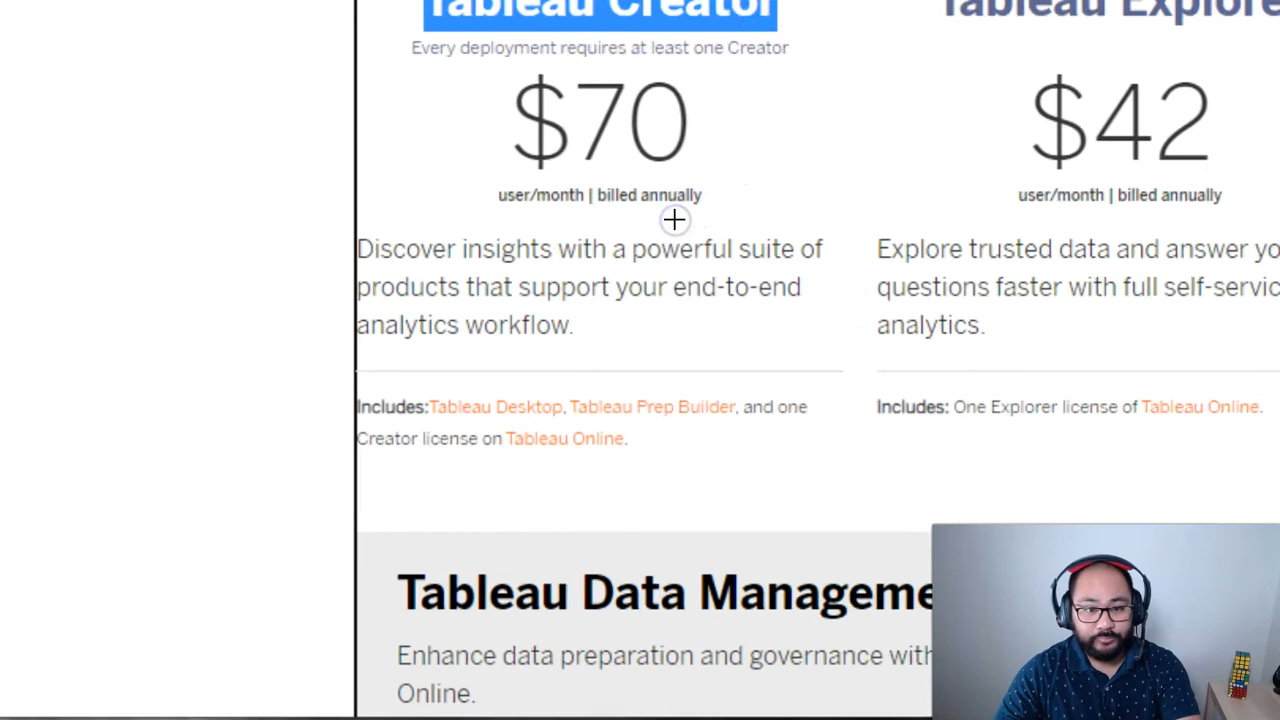 Tableau Creator
Every deployment requires at least one Creator
$70
user/month | billed annually
Discover insights with a powerful suite of
products that support your end-to-end
analytics workflow.
Includes:Tableau Desktop, Tableau Prep Builder, and one
Creator license on Tableau Online.
Tableau Explore
$42
user/month | billed annually
Explore trusted data and answer yo
questions faster with full self-servic
analytics.
Includes: One Explorer license of Tableau Online.
Tableau Data Manageme
Enhance data preparation and governance with
Online.